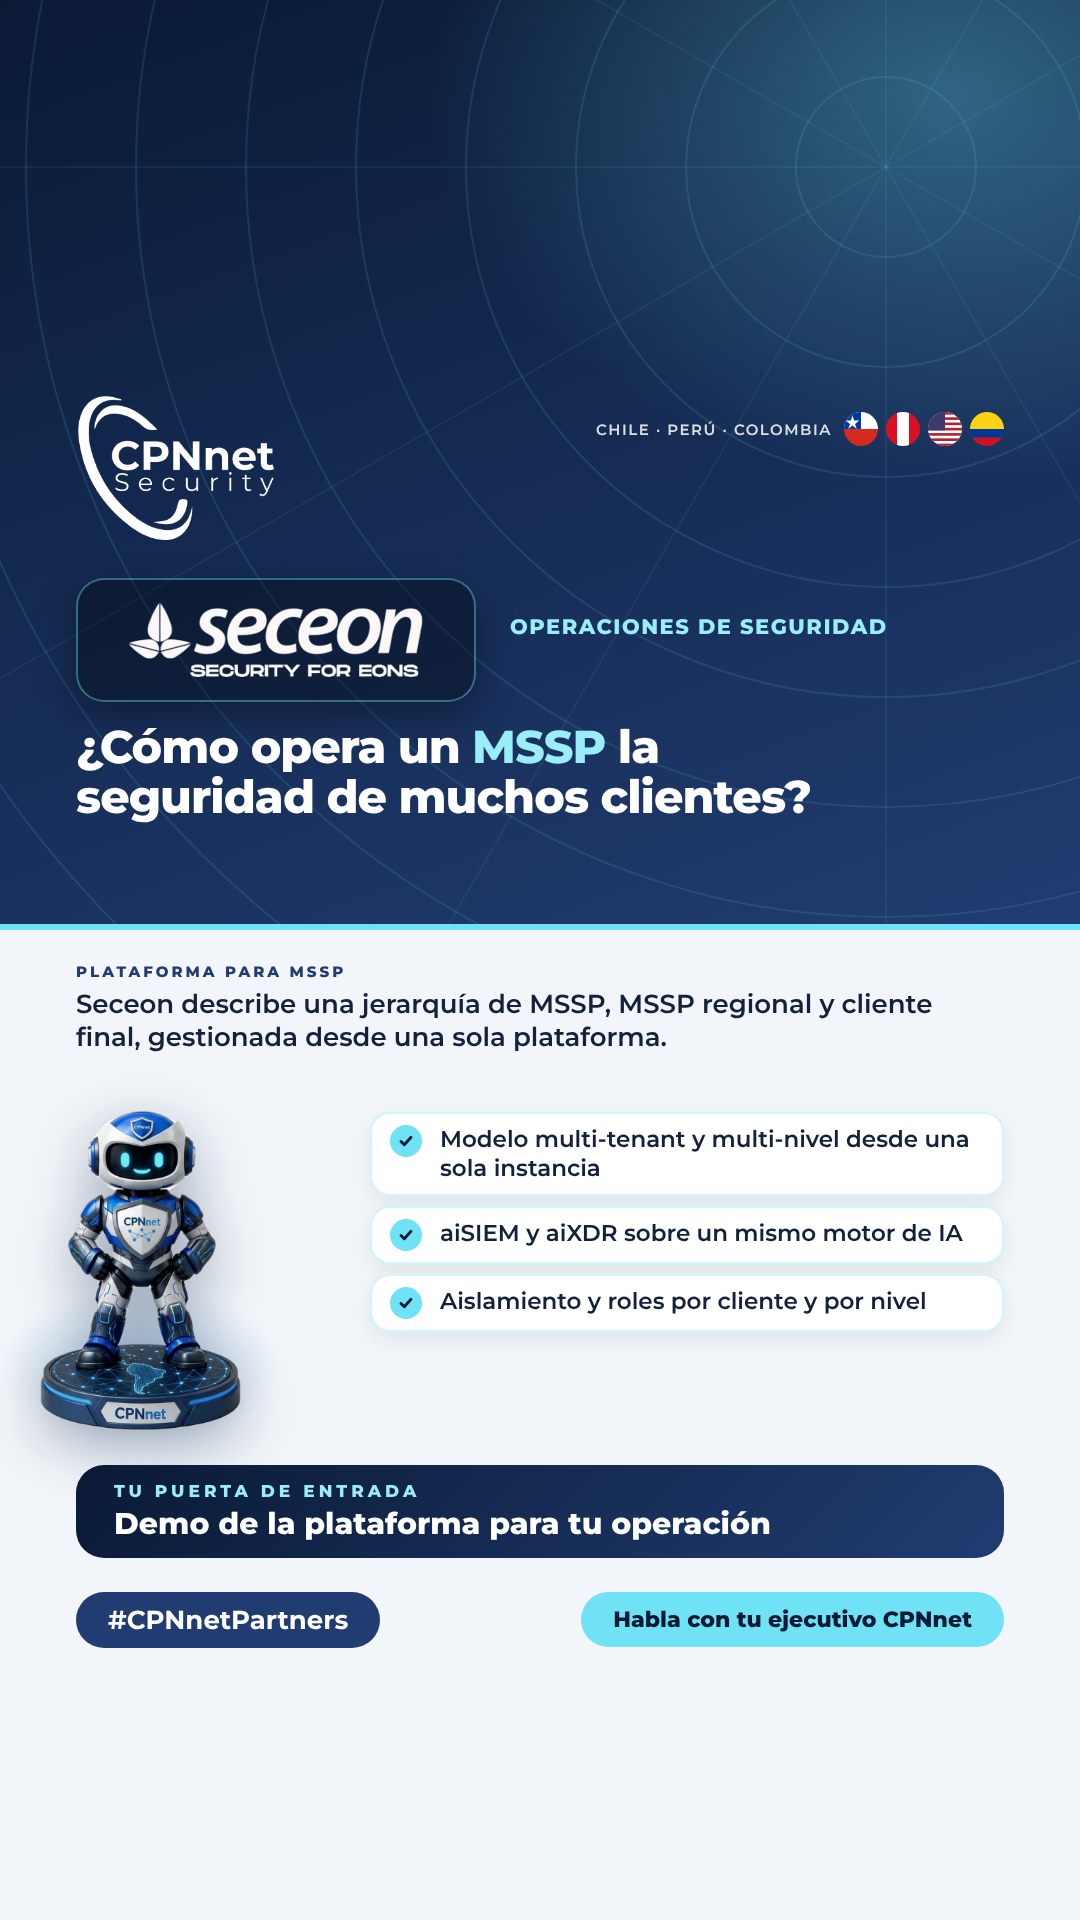 CPNnet
Security
CHILE · PERÚ · COLOMBIA
seceon
SECURITY FOR EONS
OPERACIONES DE SEGURIDAD
¿Cómo opera un MSSP la
seguridad de muchos clientes?
PLATAFORMA PARA MSSP
Seceon describe una jerarquía de MSSP, MSSP regional y cliente
final, gestionada desde una sola plataforma.
CPNnet
CPNnet
CPNnet
Modelo multi-tenant y multi-nivel desde una
sola instancia
aiSIEM y aiXDR sobre un mismo motor de IA
Aislamiento y roles por cliente y por nivel
TU PUERTA DE ENTRADA
Demo de la plataforma para tu operación
#CPNnetPartners
Habla con tu ejecutivo CPNnet